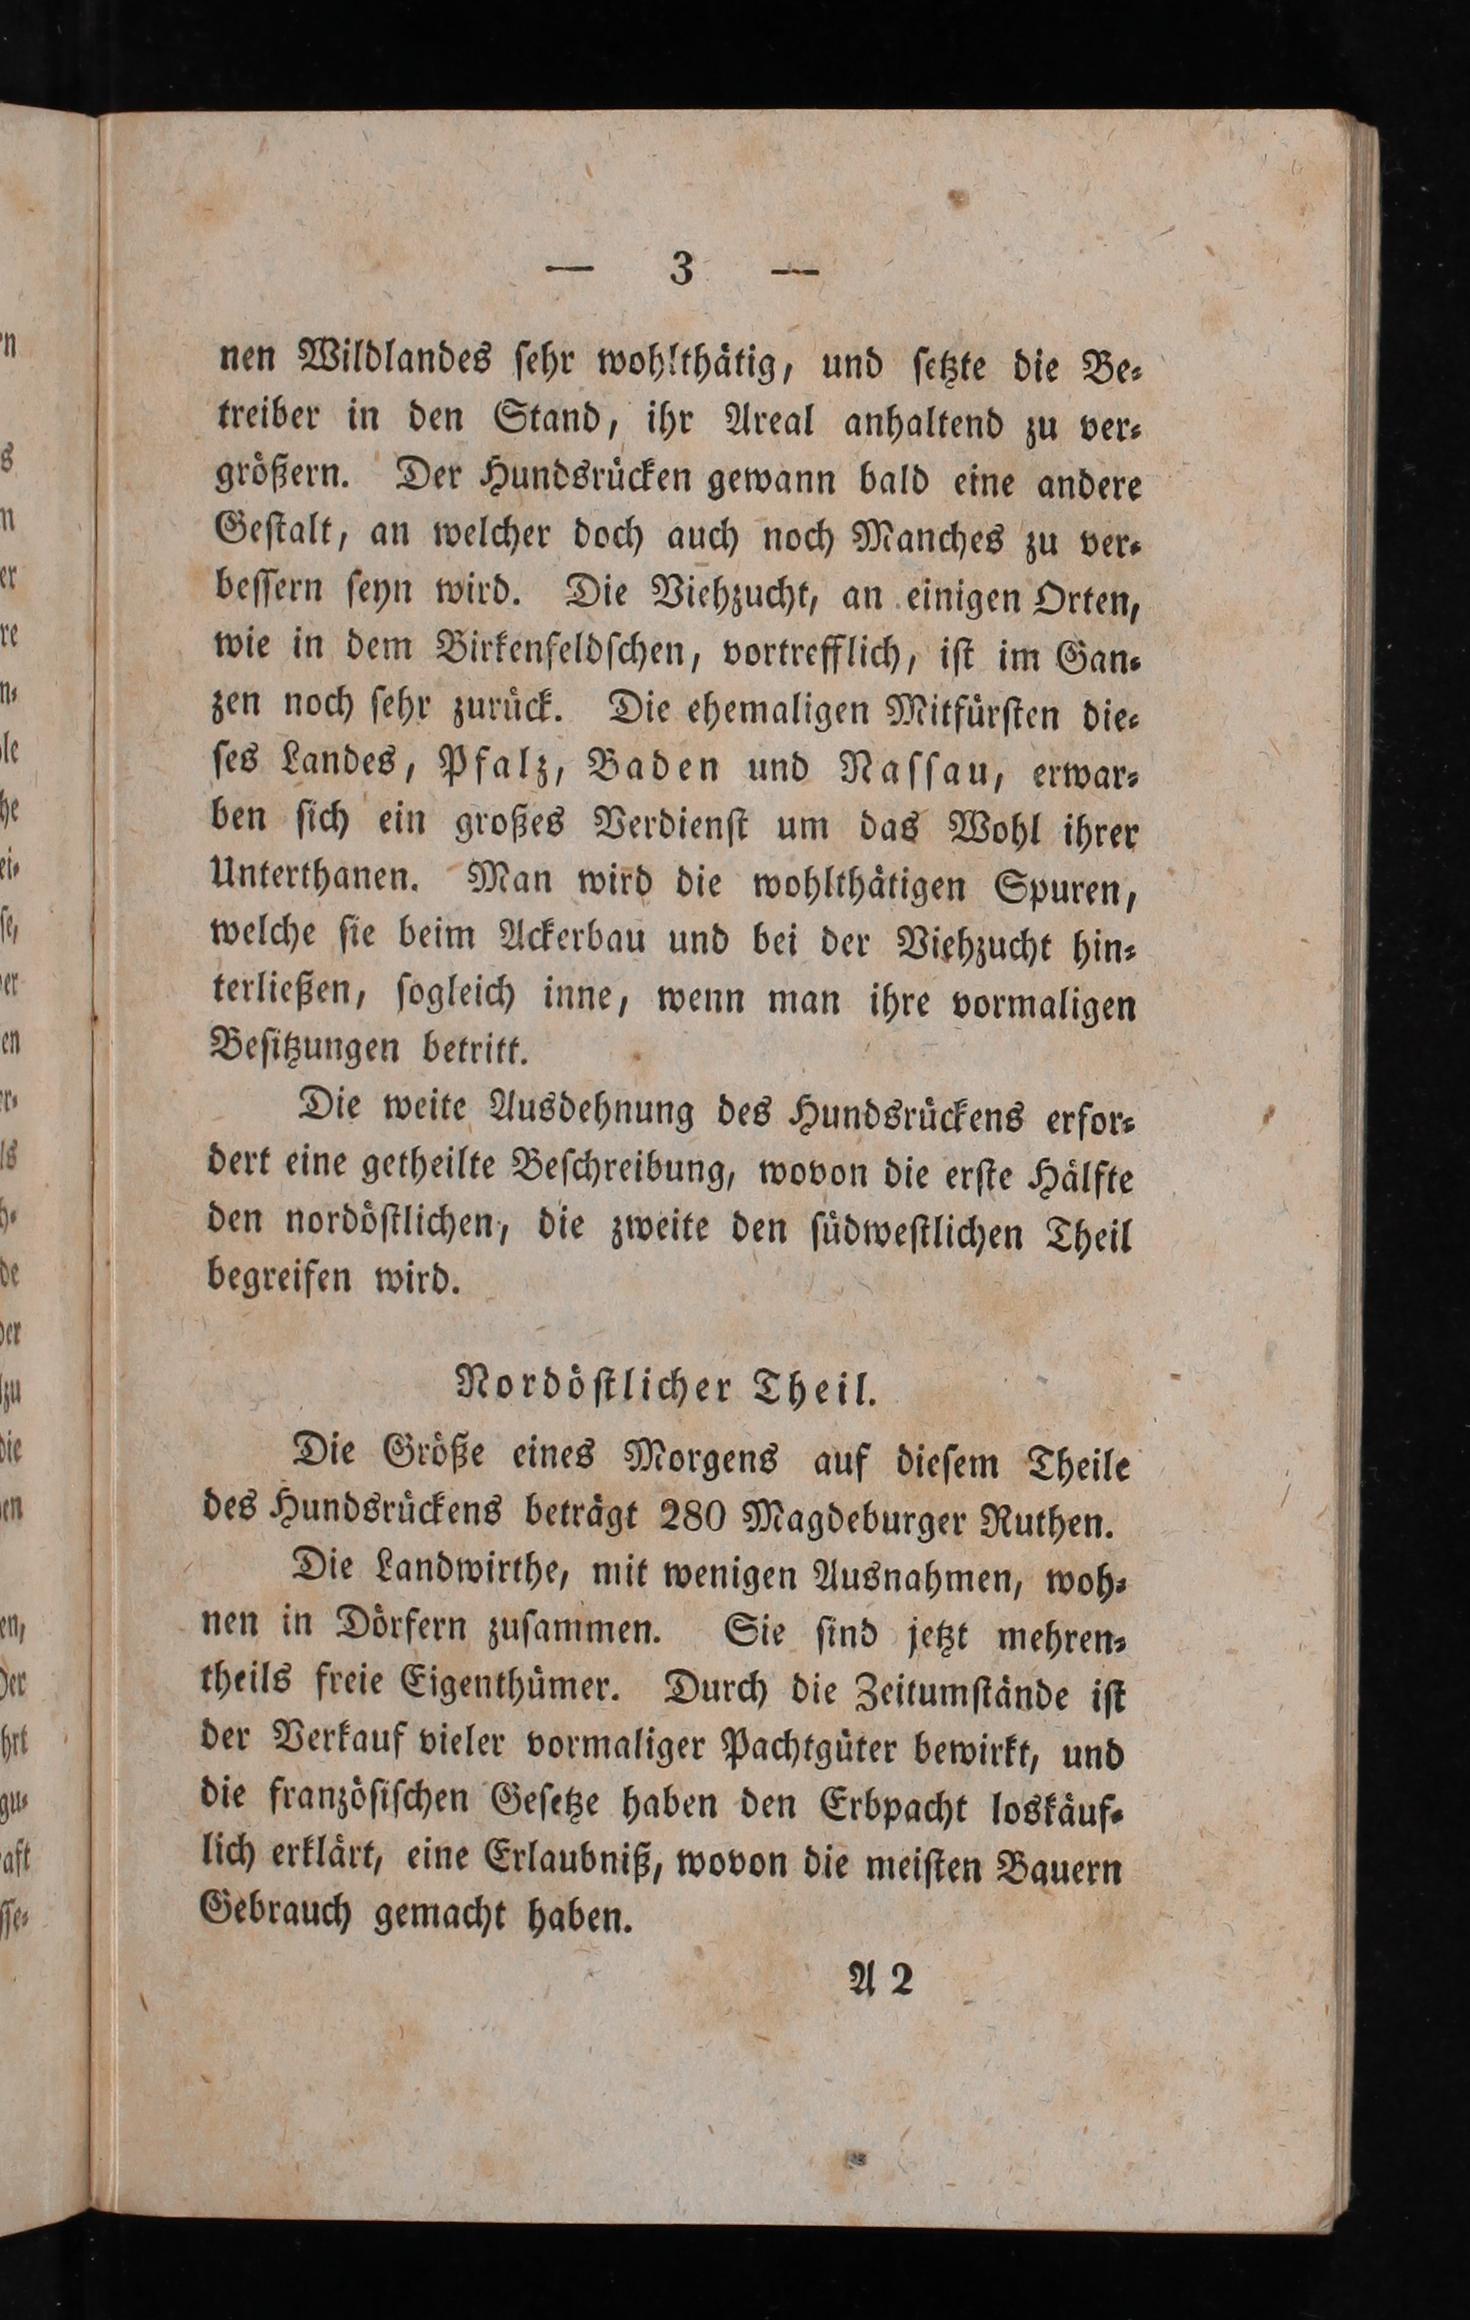 — 3 —
nen Wildlandes ſehr wohlthätig, und ſetzte die Be⸗
treiber in den Stand, ihr Areal anhaltend zu ver⸗
größern. Der Hundsrücken gewann bald eine andere
Geſtalt, an welcher doch auch noch Manches zu ver⸗
beſſern ſeyn wird. Die Viehzucht, an einigen Orten,
wie in dem Birkenfeldſchen, vortrefflich, iſt im Gan⸗
zen noch ſehr zurück. Die ehemaligen Mitfürſten die⸗
ſes Landes, Pfalz, Baden und Naſſau, erwar⸗
ben ſich ein großes Verdienſt um das Wohl ihrer
Unterthanen. Man wird die wohlthätigen Spuren,
welche ſie beim Ackerbau und bei der Viehzucht hin⸗
terließen, ſogleich inne, wenn man ihre vormaligen
Beſitzungen betritt.
Die weite Ausdehnung des Hundsrückens erfor⸗
dert eine getheilte Beſchreibung, wovon die erſte Hälfte
den nordöſtlichen, die zweite den ſüdweſtlichen Theil
begreifen wird.
Nordöſtlicher Theil.
Die Größe eines Morgens auf dieſem Theile
des Hundsrückens beträgt 280 Magdeburger Ruthen.
Die Landwirthe, mit wenigen Ausnahmen, woh⸗
nen in Dörfern zuſammen. Sie ſind jetzt mehren⸗
theils freie Eigenthümer. Durch die Zeitumſtände iſt
der Verkauf vieler vormaliger Pachtgüter bewirkt, und
die franzöſiſchen Geſetze haben den Erbpacht loskäuf⸗
lich erklärt, eine Erlaubniß, wovon die meiſten Bauern
Gebrauch gemacht haben.
A 2